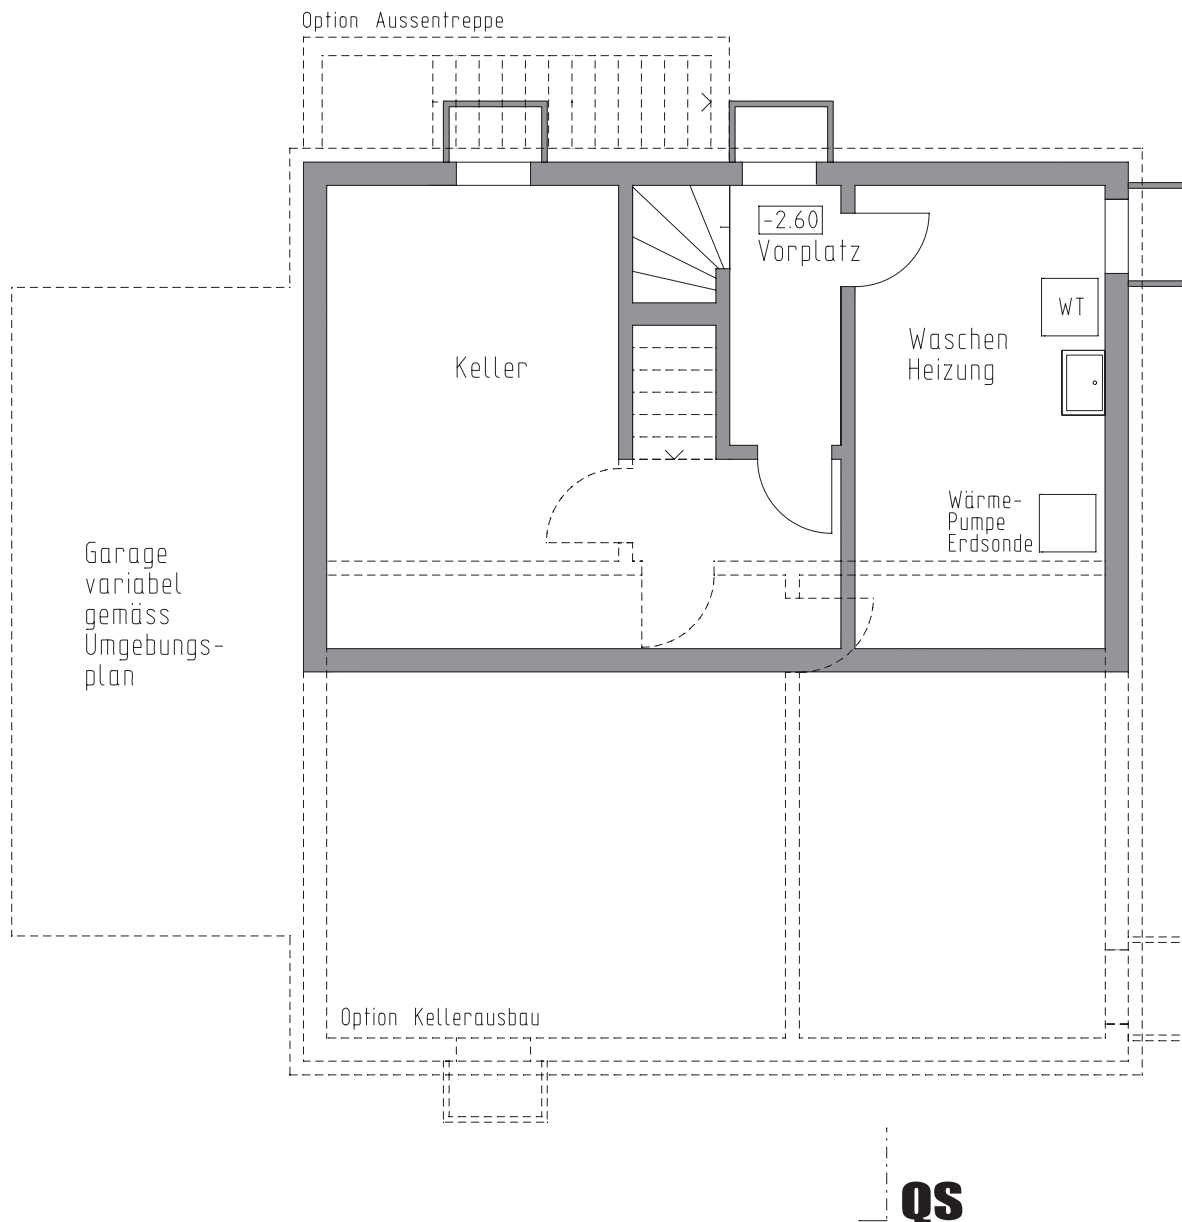 Option Aussentreppe
-2.60
Vorplatz
WT
Waschen
Heizung
Keller
Wärme-
Pumpe
Erdsonde
Garage
variabel
gemäss
Umgebungs-
plan
Option Kellerausbau
QS